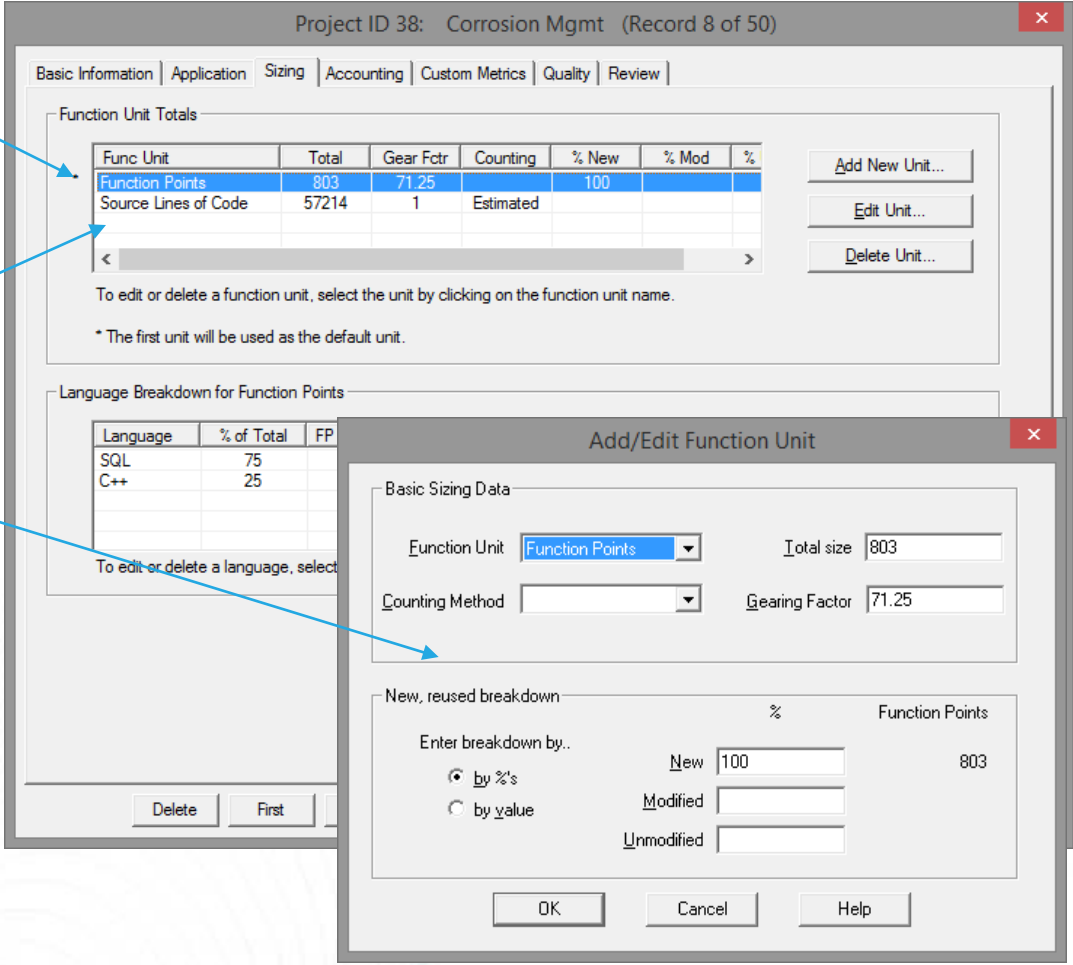 Project ID 38: Corrosion Mgmt (Record 8 of 50)
Basic Information Application Sizing Accounting Custom Metrics Quality Review
Function Unit Totals
Func Unit Total Gear Fctr Counting % New % Mod %
* Function Points 803 71.25 100
Source Lines of Code 57214 1 Estimated
Add New Unit...
Edit Unit...
Delete Unit...
To edit or delete a function unit, select the unit by clicking on the function unit name.
* The first unit will be used as the default unit.
Language Breakdown for Function Points
Language % of Total FP
SQL 75
C++ 25
To edit or delete a language, select
Delete First
Add/Edit Function Unit
Basic Sizing Data
Function Unit Function Points Total size 803
Counting Method Gearing Factor 71.25
New, reused breakdown
% Function Points
Enter breakdown by..
by %'s
by value
New 100 803
Modified
Unmodified
OK Cancel Help